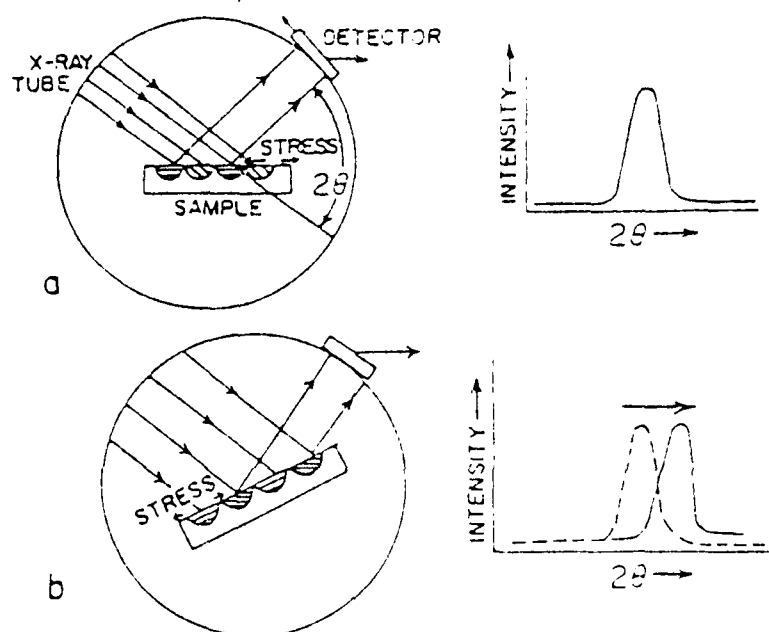 DETECTOR
X-RAY
TUBE
STRESS
2θ
SAMPLE
a
INTENSITY
2θ
STRESS
b
INTENSITY
2θ